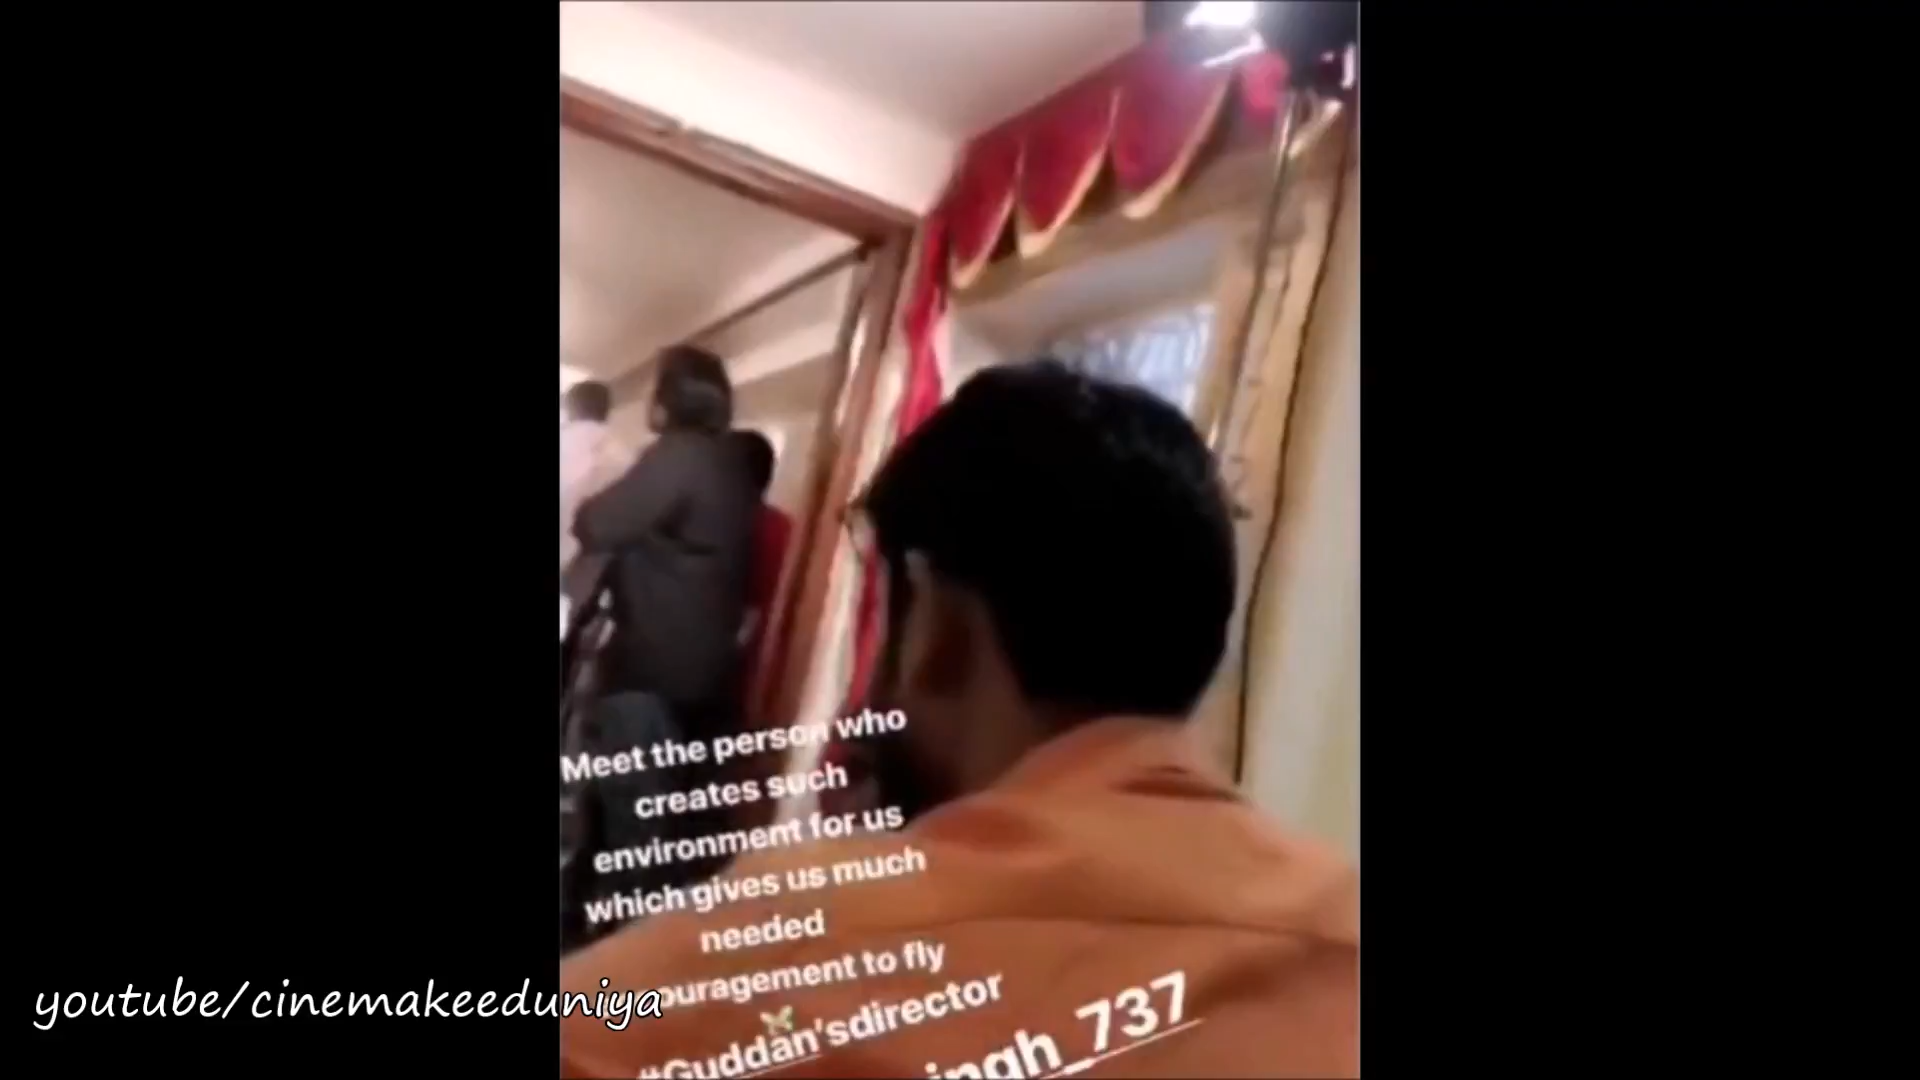 Meet the person who
creates such
environment for us
which gives us much
needed
ouragement to fly
#Guddan'sdirector
ingh_737
youtube/cinemakeeduniya